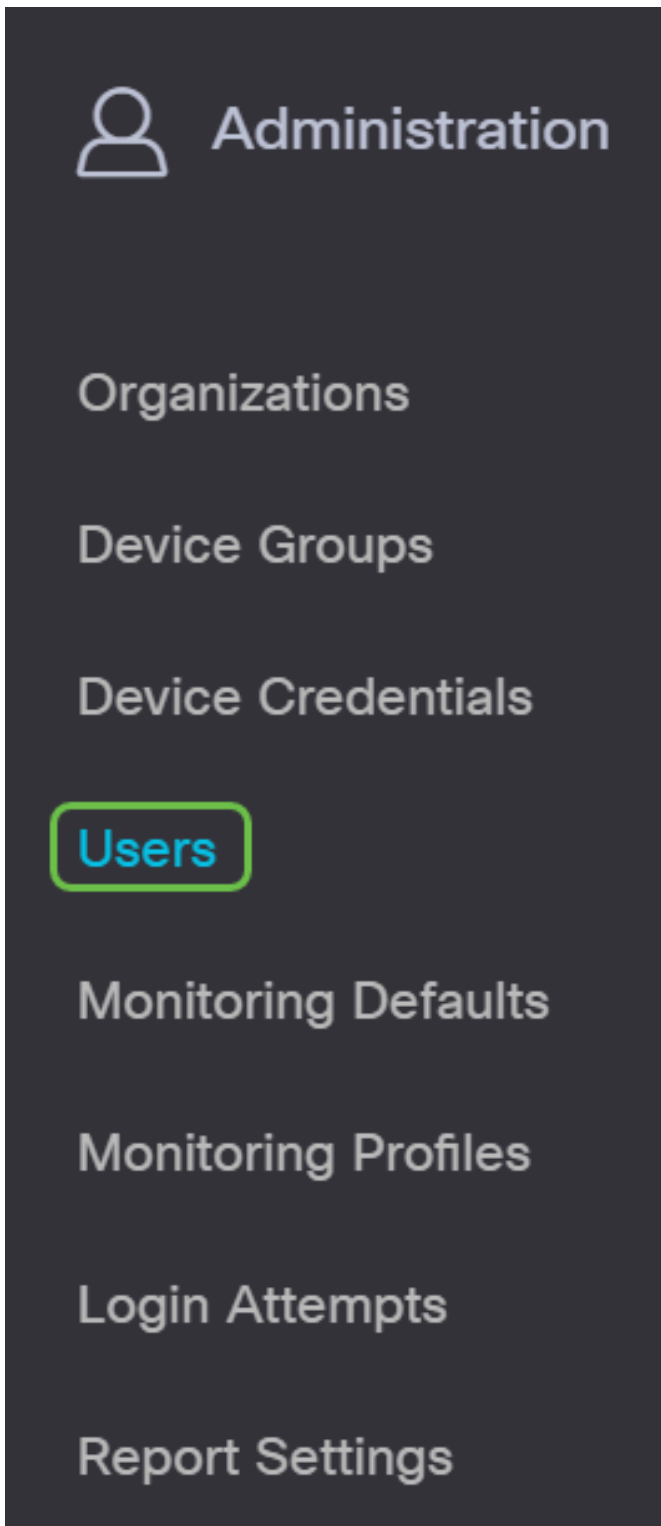 Administration
Organizations
Device Groups
Device Credentials
Users
Monitoring Defaults
Monitoring Profiles
Login Attempts
Report Settings